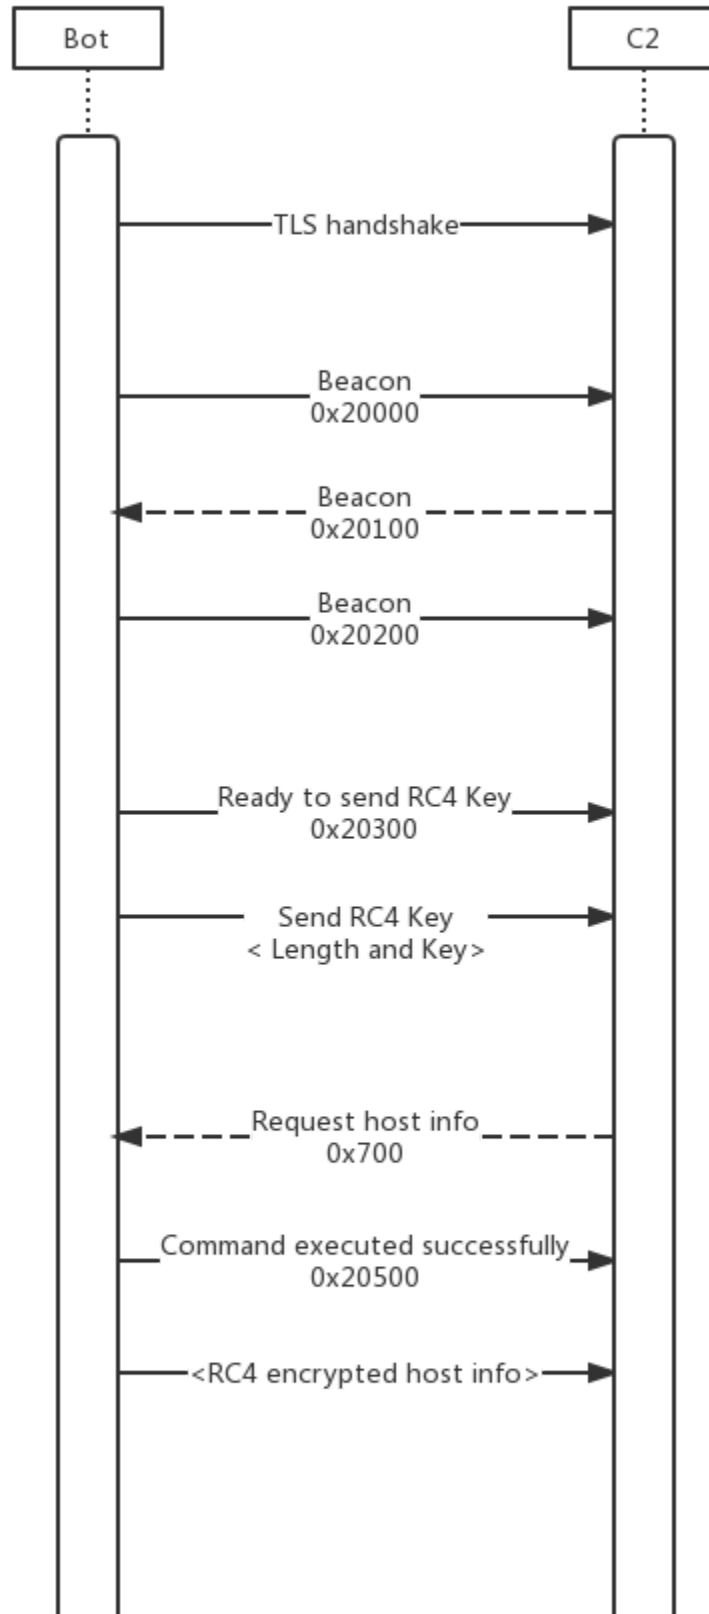 Bot
C2
TLS handshake
Beacon
0x20000
Beacon
0x20100
Beacon
0x20200
Ready to send RC4 Key
0x20300
Send RC4 Key
< Length and Key>
Request host info
0x700
Command executed successfully
0x20500
<RC4 encrypted host info>